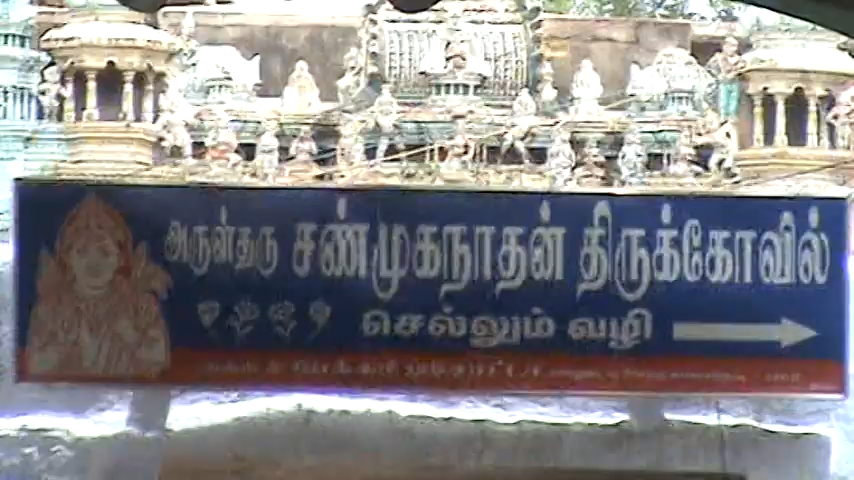 அருள்தரு சண்முகநாதன் திருக்கோவில்
செல்லும் வழி